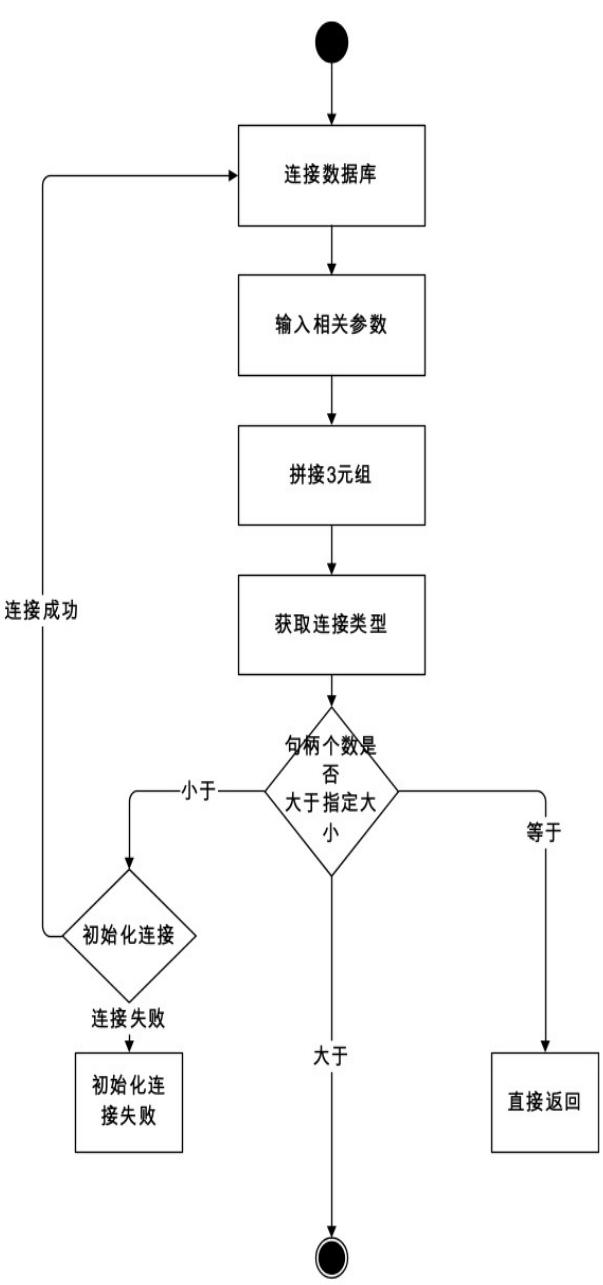 连接数据库
输入相关参数
拼接3元组
获取连接类型
连接成功
句柄个数是
否
大于指定大
小
小于
等于
初始化连接
连接失败
大于
初始化连
接失败
直接返回